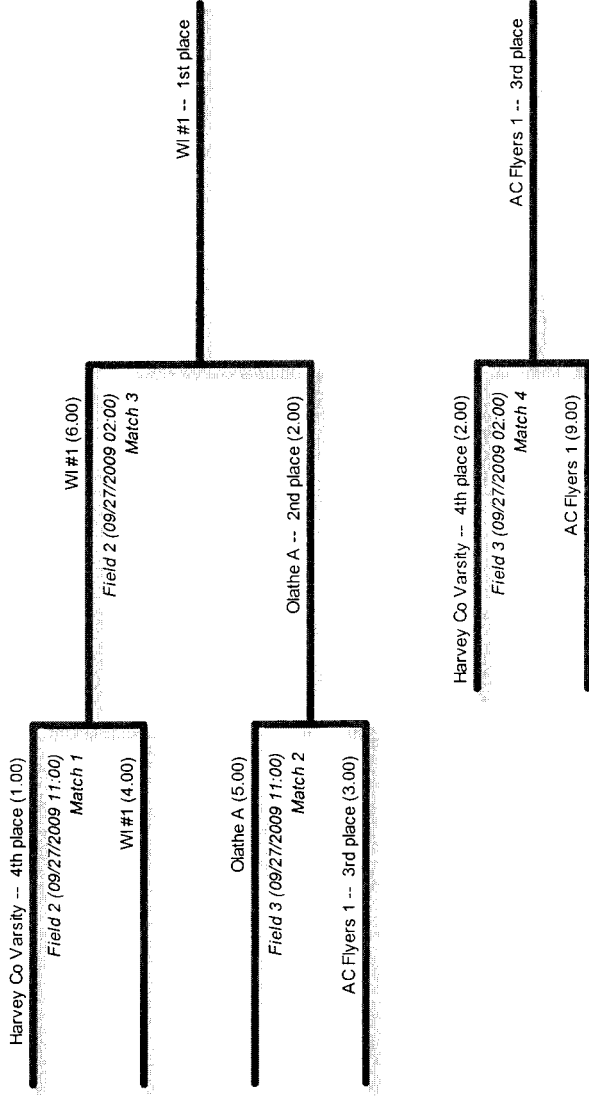 Harvey Co Varsity -- 4th place (1.00)
Field 2 (09/27/2009 11:00)
Match 1
WI #1 (4.00)
Olathe A (5.00)
Field 3 (09/27/2009 11:00)
Match 2
AC Flyers 1 -- 3rd place (3.00)
WI #1 (6.00)
Field 2 (09/27/2009 02:00)
Match 3
Olathe A -- 2nd place (2.00)
WI #1 -- 1st place
Harvey Co Varsity -- 4th place (2.00)
Field 3 (09/27/2009 02:00)
Match 4
AC Flyers 1 (9.00)
AC Flyers 1 -- 3rd place